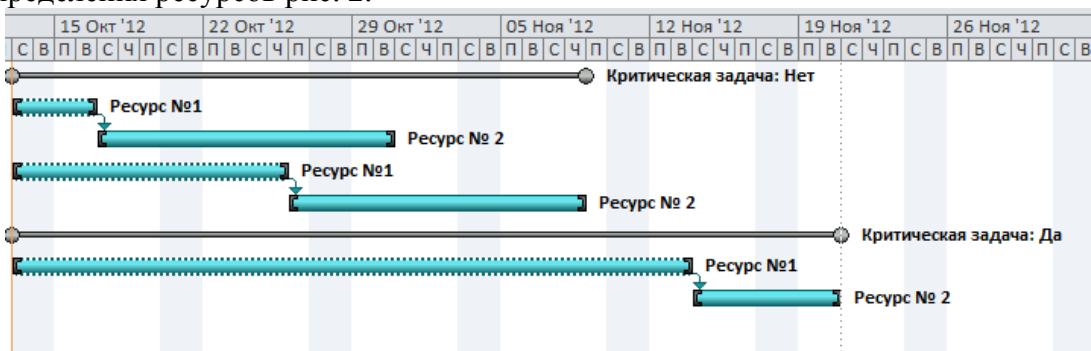 пределения ресурсов рис. 2.
15 Окт '12 22 Окт '12 29 Окт '12 05 Ноя '12 12 Ноя '12 19 Ноя '12 26 Ноя '12
С В П В С Ч П С В П В С Ч П С В П В С Ч П С В П В С Ч П С В П В С Ч П С В П В С Ч П С В П В С Ч П С В
Критическая задача: Нет
Ресурс №1
Ресурс № 2
Ресурс №1
Ресурс № 2
Критическая задача: Да
Ресурс №1
Ресурс № 2